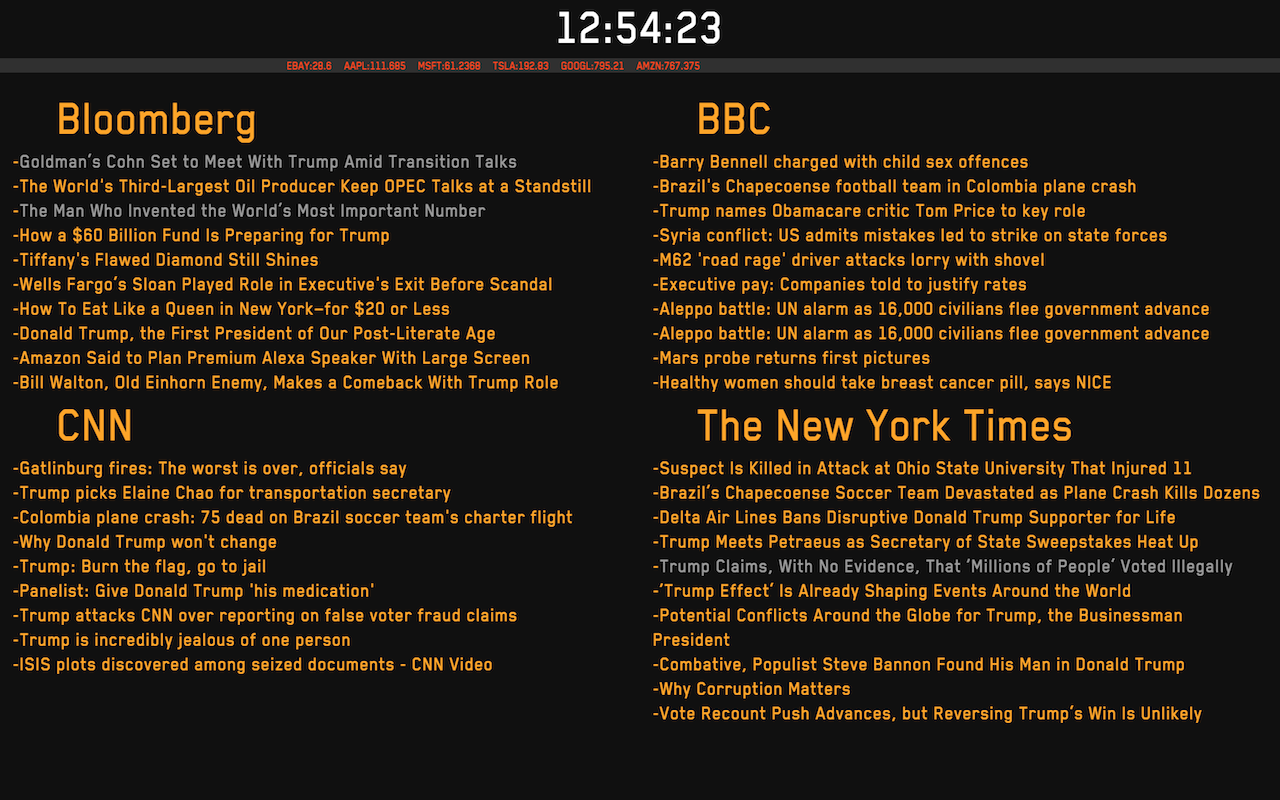 12:54:23
EBAY:28.6 AAPL:111.685 MSFT:61.2368 TSLA:192.83 GOOGL:795.21 AMZN:767.375
Bloomberg
-Goldman’s Cohn Set to Meet With Trump Amid Transition Talks
-The World's Third-Largest Oil Producer Keep OPEC Talks at a Standstill
-The Man Who Invented the World’s Most Important Number
-How a $60 Billion Fund Is Preparing for Trump
-Tiffany's Flawed Diamond Still Shines
-Wells Fargo’s Sloan Played Role in Executive's Exit Before Scandal
-How To Eat Like a Queen in New York—for $20 or Less
-Donald Trump, the First President of Our Post-Literate Age
-Amazon Said to Plan Premium Alexa Speaker With Large Screen
-Bill Walton, Old Einhorn Enemy, Makes a Comeback With Trump Role
BBC
-Barry Bennell charged with child sex offences
-Brazil's Chapecoense football team in Colombia plane crash
-Trump names Obamacare critic Tom Price to key role
-Syria conflict: US admits mistakes led to strike on state forces
-M62 'road rage' driver attacks lorry with shovel
-Executive pay: Companies told to justify rates
-Aleppo battle: UN alarm as 16,000 civilians flee government advance
-Aleppo battle: UN alarm as 16,000 civilians flee government advance
-Mars probe returns first pictures
-Healthy women should take breast cancer pill, says NICE
CNN
-Gatlinburg fires: The worst is over, officials say
-Trump picks Elaine Chao for transportation secretary
-Colombia plane crash: 75 dead on Brazil soccer team's charter flight
-Why Donald Trump won't change
-Trump: Burn the flag, go to jail
-Panelist: Give Donald Trump 'his medication'
-Trump attacks CNN over reporting on false voter fraud claims
-Trump is incredibly jealous of one person
-ISIS plots discovered among seized documents - CNN Video
The New York Times
-Suspect Is Killed in Attack at Ohio State University That Injured 11
-Brazil’s Chapecoense Soccer Team Devastated as Plane Crash Kills Dozens
-Delta Air Lines Bans Disruptive Donald Trump Supporter for Life
-Trump Meets Petraeus as Secretary of State Sweepstakes Heat Up
-Trump Claims, With No Evidence, That ‘Millions of People’ Voted Illegally
-‘Trump Effect’ Is Already Shaping Events Around the World
-Potential Conflicts Around the Globe for Trump, the Businessman
President
-Combative, Populist Steve Bannon Found His Man in Donald Trump
-Why Corruption Matters
-Vote Recount Push Advances, but Reversing Trump’s Win Is Unlikely